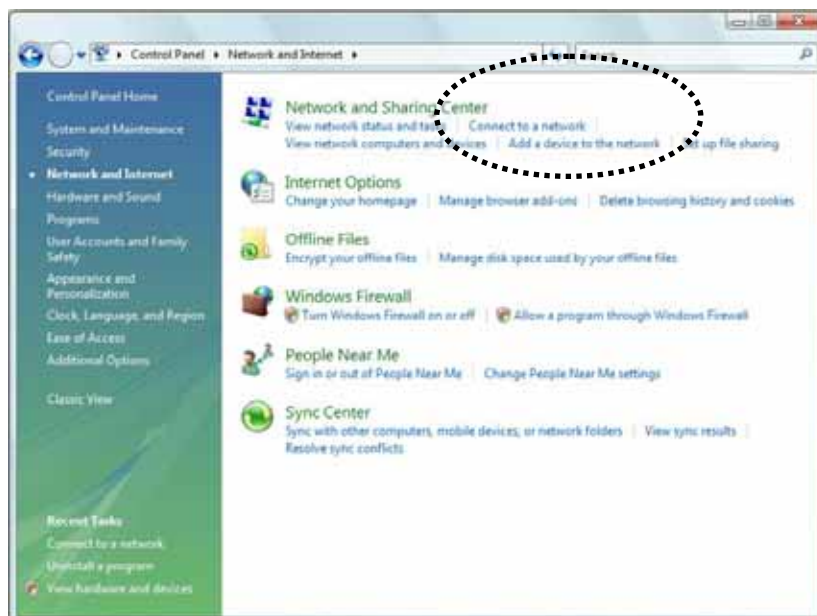 Control Panel Network and Internet
Control Panel Home
System and Maintenance
Security
Network and Internet
Hardware and Sound
Programs
User Accounts and Family
Safety
Appearance and
Personalization
Clock, Language, and Region
Ease of Access
Additional Options
Classic View
Recent Tasks
Connect to a network
Uninstall a program
View hardware and devices
Network and Sharing Center
View network status and tasks Connect to a network
View network computers and devices Add a device to the network Set up file sharing
Internet Options
Change your homepage Manage browser add-ons Delete browsing history and cookies
Offline Files
Encrypt your offline files Manage disk space used by your offline files
Windows Firewall
Turn Windows Firewall on or off Allow a program through Windows Firewall
People Near Me
Sign in or out of People Near Me Change People Near Me settings
Sync Center
Sync with other computers, mobile devices, or network folders View sync results
Resolve sync conflicts